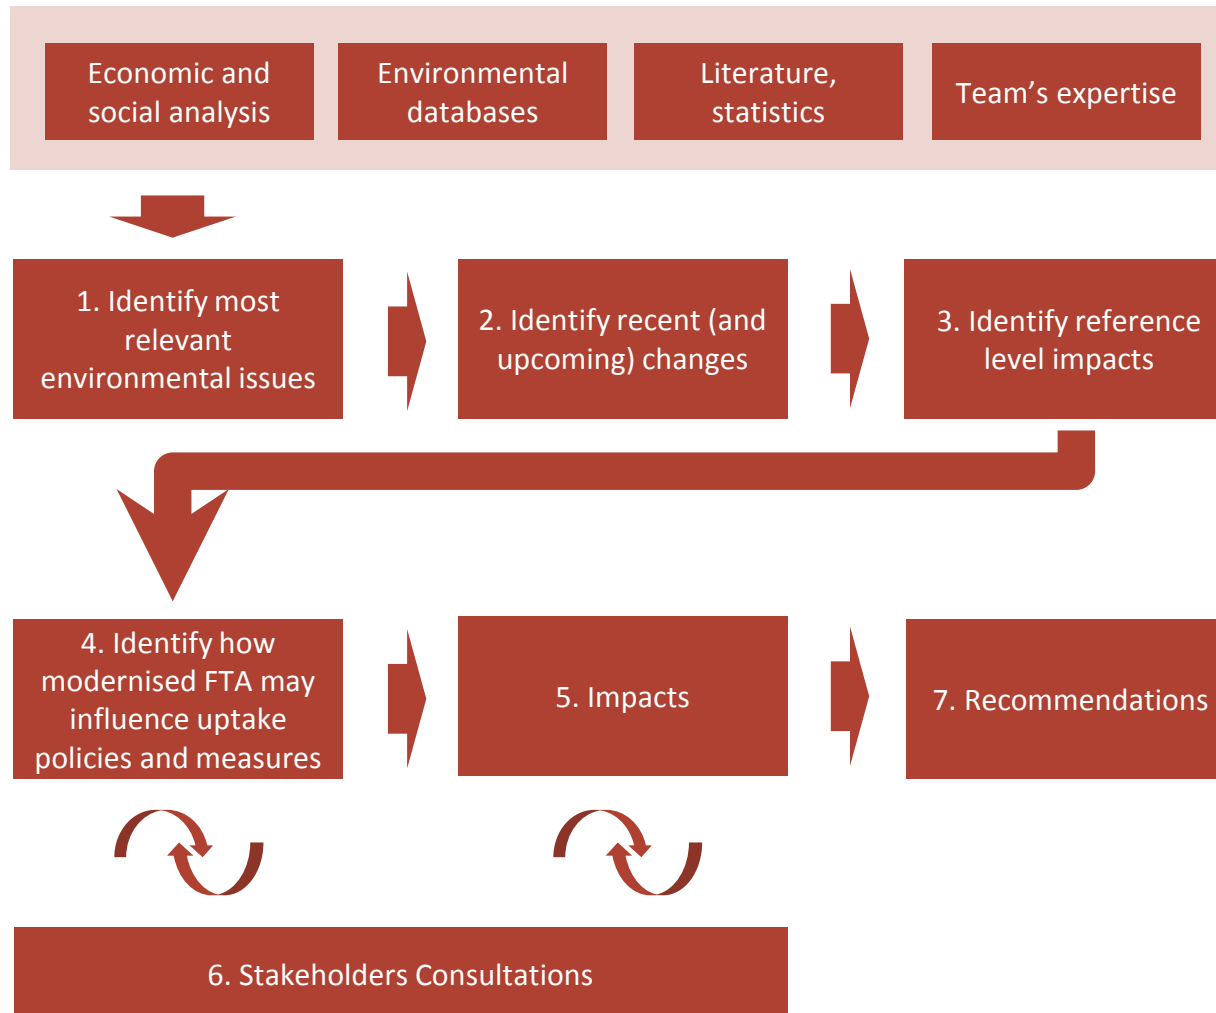 Economic and
social analysis
Environmental
databases
Literature,
statistics
Team's expertise
1. Identify most
relevant
environmental issues
2. Identify recent (and
upcoming) changes
3. Identify reference
level impacts
4. Identify how
modernised FTA may
influence uptake
policies and measures
5. Impacts
7. Recommendations
6. Stakeholders Consultations